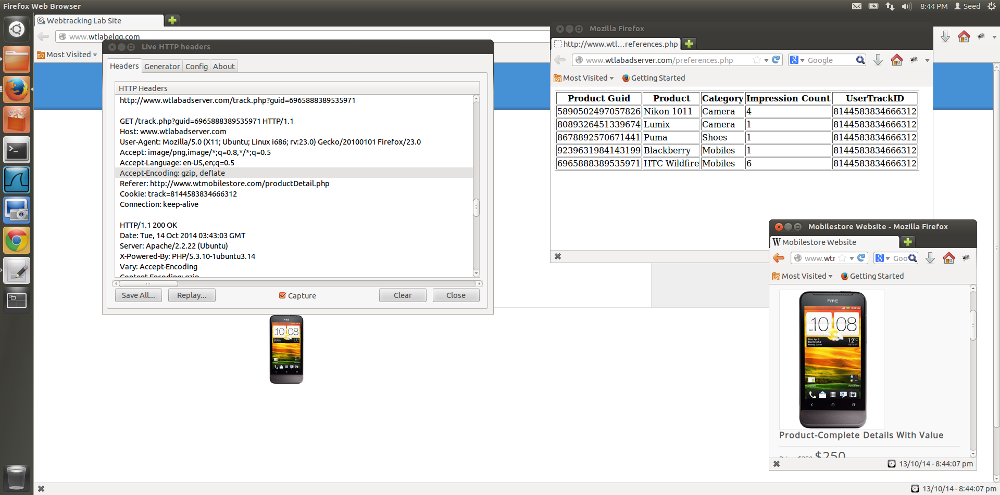 Firefox Web Browser
8:44 PM Seed
Webtracking Lab Site
www.wtlabelgg.com
Most Visited
Live HTTP headers
Headers Generator Config About
HTTP Headers
http://www.wtlabadserver.com/track.php?guid=6965888389535971
GET /track.php?guid=6965888389535971 HTTP/1.1
Host: www.wtlabadserver.com
User-Agent: Mozilla/5.0 (X11; Ubuntu; Linux i686; rv:23.0) Gecko/20100101 Firefox/23.0
Accept: image/png,image/*;q=0.8,*/*;q=0.5
Accept-Language: en-US,en;q=0.5
Accept-Encoding: gzip, deflate
Referer: http://www.wtmobilestore.com/productDetail.php
Cookie: track=8144583834666312
Connection: keep-alive
HTTP/1.1 200 OK
Date: Tue, 14 Oct 2014 03:43:03 GMT
Server: Apache/2.2.22 (Ubuntu)
X-Powered-By: PHP/5.3.10-1ubuntu3.14
Vary: Accept-Encoding
Content-Encoding: gzip
Save All... Replay... Capture Clear Close
Mozilla Firefox
http://www.wtl...references.php
www.wtlabadserver.com/preferences.php
Google
Most Visited Getting Started
Product Guid Product Category Impression Count UserTrackID
5890502497057826 Nikon 1011 Camera 4 8144583834666312
8089326451339674 Lumix Camera 1 8144583834666312
8678892570671441 Puma Shoes 1 8144583834666312
9239631984143199 Blackberry Mobiles 1 8144583834666312
6965888389535971 HTC Wildfire Mobiles 6 8144583834666312
Mobilestore Website - Mozilla Firefox
W Mobilestore Website
www.wtr
Goo
Most Visited Getting Started
hTC
10 08
12°C
Product-Complete Details With Value
$250
13/10/14 - 8:44:07 pm
hTC
10 08
13/10/14 - 8:44:07 pm